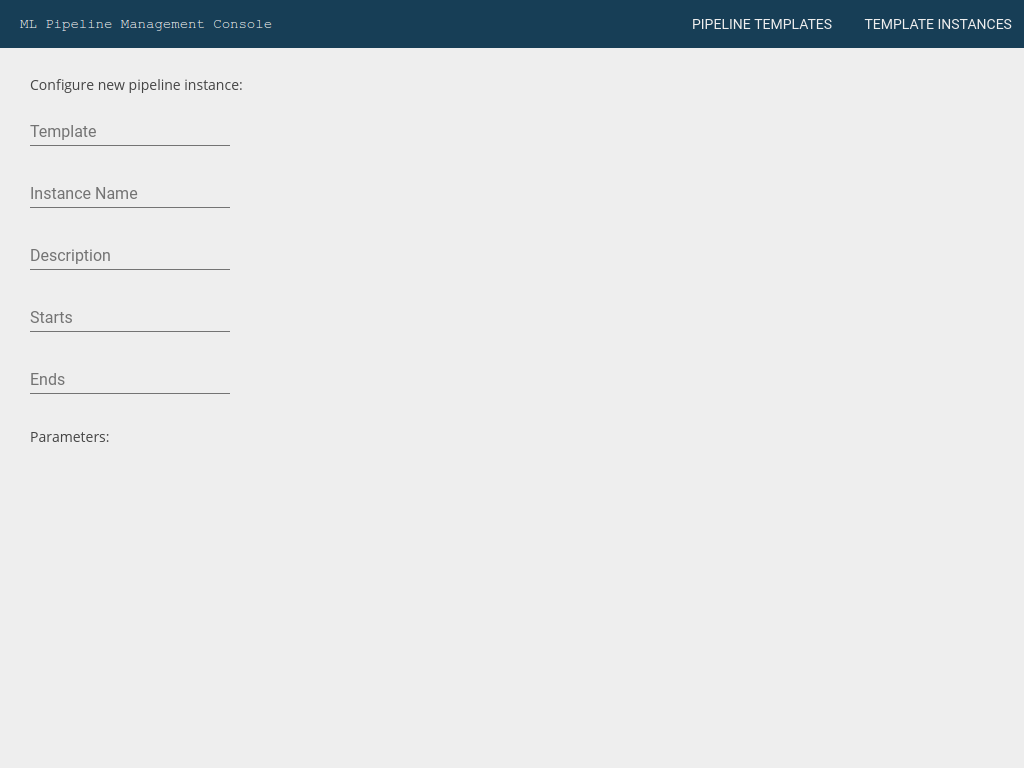 ML Pipeline Management Console
PIPELINE TEMPLATES
TEMPLATE INSTANCES
Configure new pipeline instance:
Template
Instance Name
Description
Starts
Ends
Parameters: